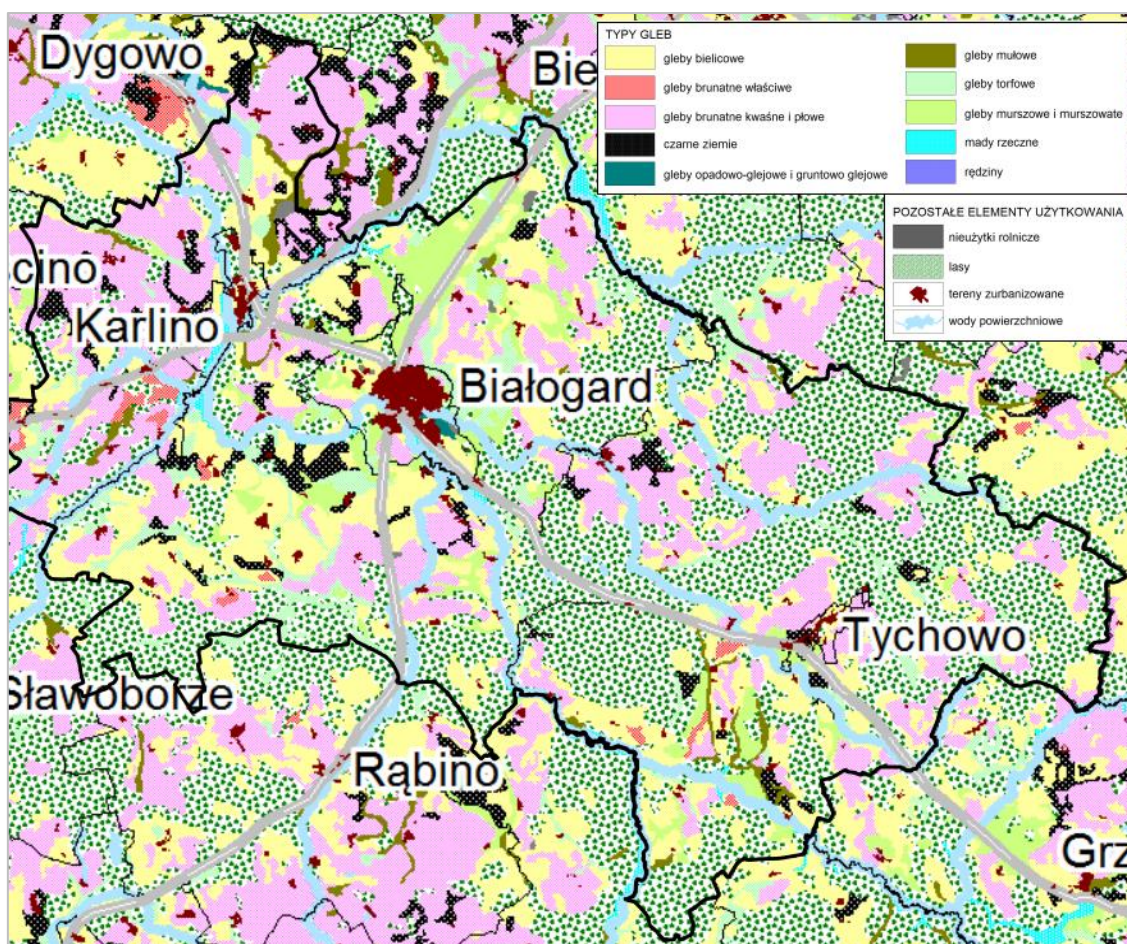 Dygowo
Bie
TYPY GLEB
gleby bielicowe
gleby brunatne właściwe
gleby brunatne kwaśne i płowe
czarne ziemie
gleby opadowo-glejowe i gruntowo glejowe
gleby mułowe
gleby torfowe
gleby murszowe i murszowate
mady rzeczne
rędziny
POZOSTAŁE ELEMENTY UŻYTKOWANIA
nieużytki rolnicze
lasy
tereny zurbanizowane
wody powierzchniowe
ścino
Karlino
Białogard
Tychowo
Sławoborze
Rąbino
Grz